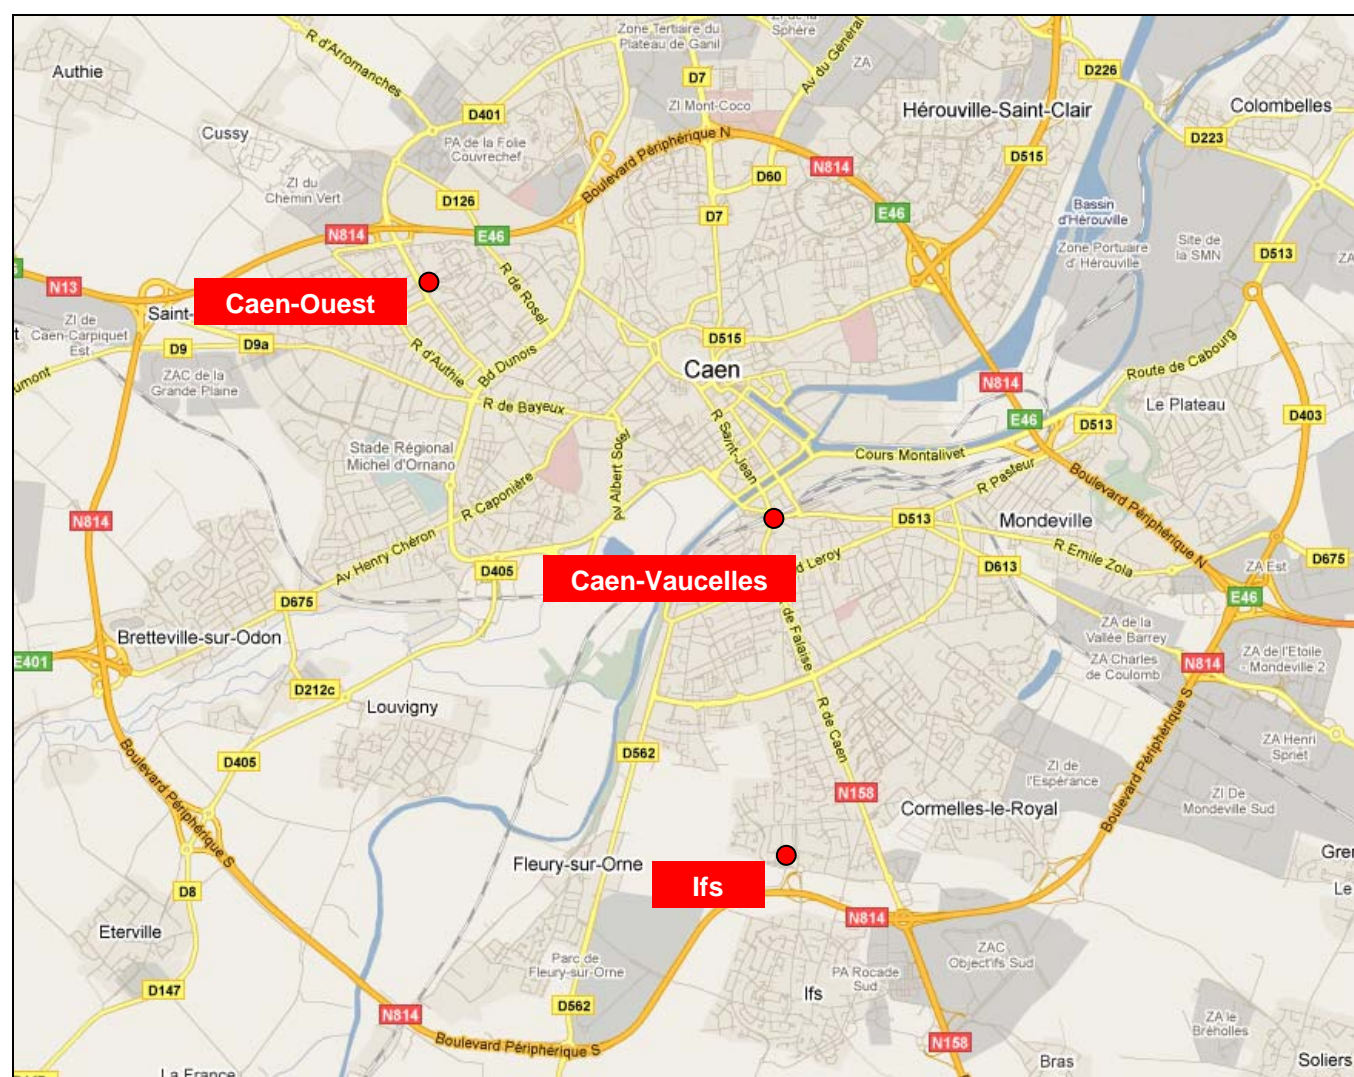 R d'Arromanches
Zone Tertiaire du
Plateau de Ganil
ZI de la
Sphère
Av du Général
Authie
D7
ZA
D226
ZI Mont-Coco
Hérouville-Saint-Clair
Colombelles
D401
Cussy
PA de la Folie
Couvrechef
Boulevard Périphérique N
D223
D515
ZI du
Chemin Vert
N814
D60
D126
D7
E46
Bassin
d'Hérouville
N814
E46
Zone Portuaire
d' Hérouville
Site de
la SMN
D513
ZA
N13
R de Rosel
Caen-Ouest
Saint-
ZI de
Caen-Carpiquet
Est
D9
D9a
D515
R d'Authie
Bd Dunois
Caen
Route de Cabourg
ZAC de la
Grande Plaine
N814
R de Bayeux
Le Plateau
E46
D513
D403
R Saint-Jean
Stade Régional
Michel d'Ornano
Av Albert Sorel
Cours Montalivet
R Pasteur
Boulevard Périphérique N
R Caponière
N814
D513
Mondeville
Av Henry Chéron
R Emile Zola
D675
D405
Caen-Vaucelles
d Leroy
D613
ZA Est
E46
D675
Bretteville-sur-Odon
de Falaise
ZA de la
Vallée Barrey
ZA Charles
de Coulomb
N814
ZA de l'Etoile
- Mondeville 2
E401
D212c
Louvigny
R de Caen
Boulevard Périphérique S
D562
ZA Henri
Spriet
D405
ZI de
l'Espérance
Boulevard Périphérique S
N158
Cormelles-le-Royal
ZI De
Mondeville Sud
Fleury-sur-Orne
Ifs
D8
N814
Eterville
ZAC
Object'ifs Sud
Parc de
Fleury-sur-Orne
PA Rocade
Sud
D147
Ifs
D562
N814
ZA le
Bréholles
Boulevard Périphérique S
N158
Bras
Soliers
La France